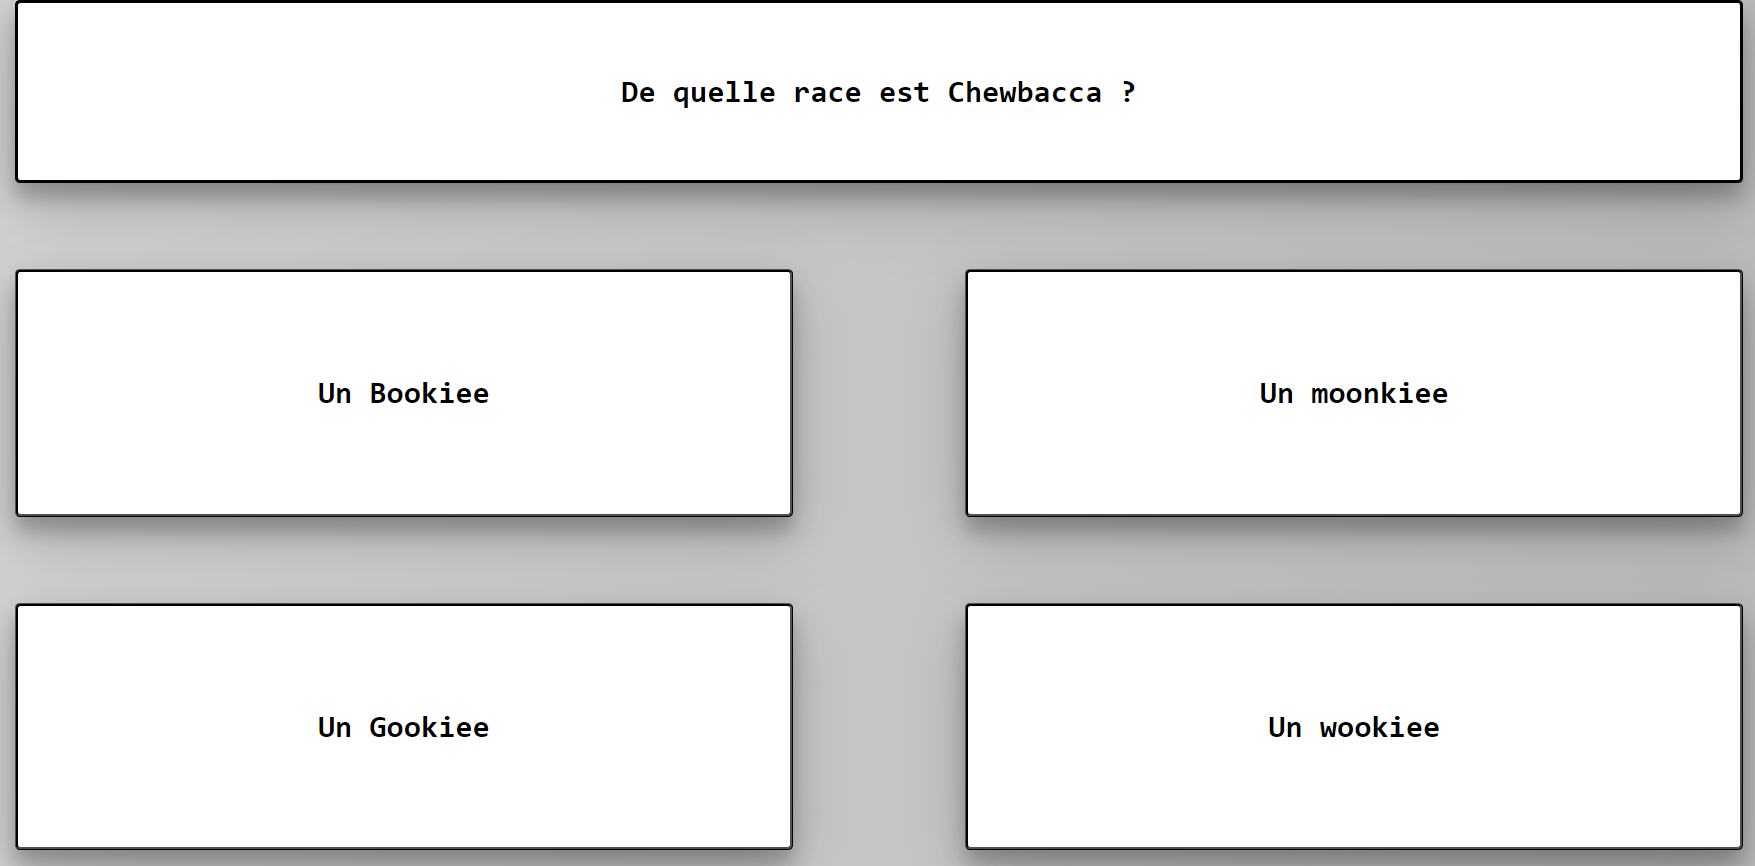 De quelle race est Chewbacca ?
Un Bookiee
Un moonkiee
Un Gookiee
Un wookiee